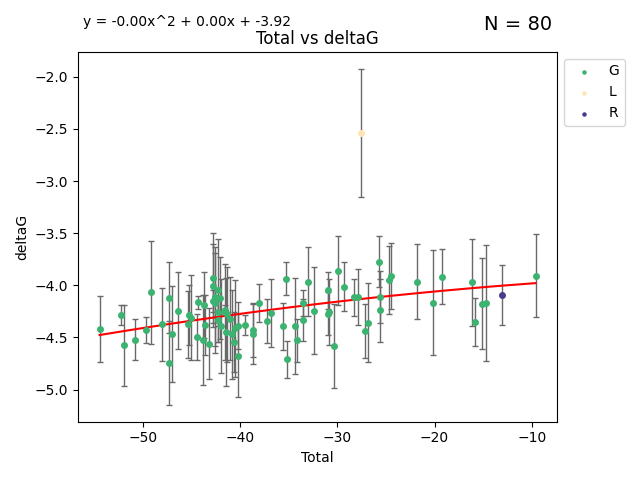 y = -0.00x^2 + 0.00x + -3.92
N = 80
Total vs deltaG
G
L
R
−2.0
−2.5
−3.0
−3.5
−4.0
−4.5
−5.0
deltaG
−50
−40
−30
−20
−10
Total